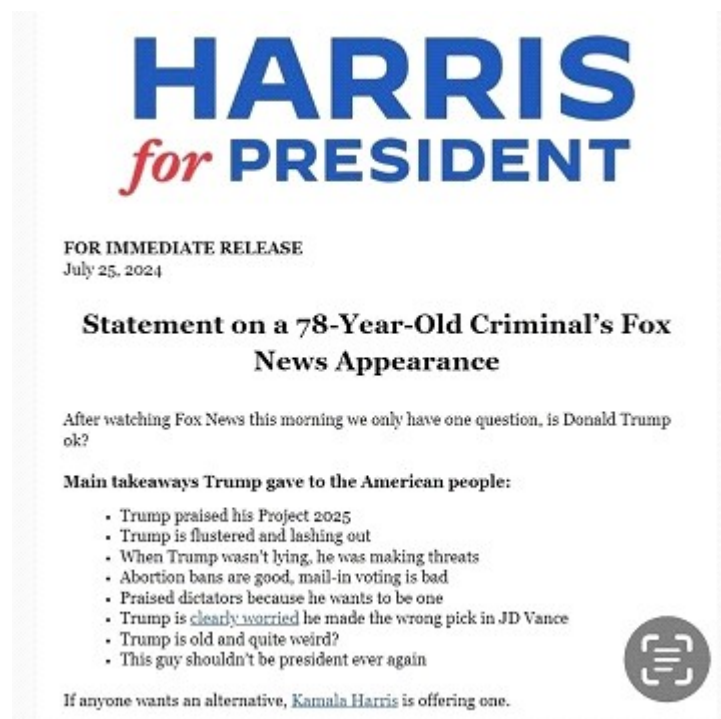 HARRIS
for PRESIDENT
FOR IMMEDIATE RELEASE
July 25, 2024
Statement on a 78-Year-Old Criminal's Fox
News Appearance
After watching Fox News this morning we only have one question, is Donald Trump
ok?
Main takeaways Trump gave to the American people:
• Trump praised his Project 2025
• Trump is flustered and lashing out
• When Trump wasn't lying, he was making threats
• Abortion bans are good, mail-in voting is bad
• Praised dictators because he wants to be one
• Trump is clearly worried he made the wrong pick in JD Vance
• Trump is old and quite weird?
• This guy shouldn't be president ever again
If anyone wants an alternative, Kamala Harris is offering one.